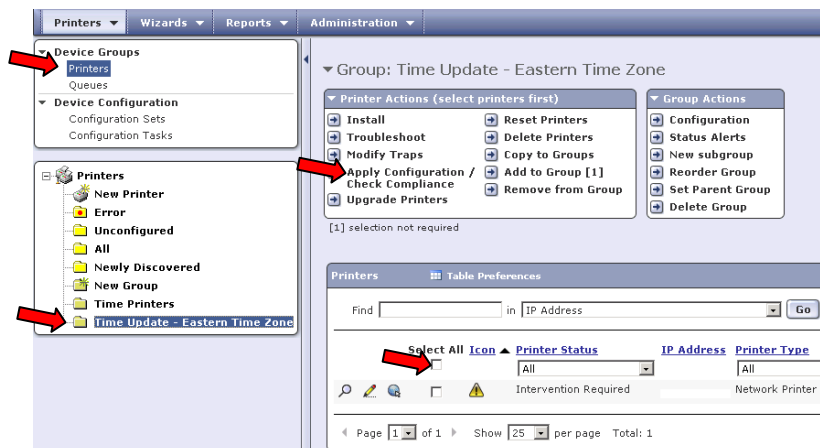 Printers Wizards Reports Administration
Device Groups
Printers
Queues
Device Configuration
Configuration Sets
Configuration Tasks
Printers
New Printer
Error
Unconfigured
All
Newly Discovered
New Group
Time Printers
Time Update - Eastern Time Zone
Group: Time Update - Eastern Time Zone
Printer Actions (select printers first)
Install
Troubleshoot
Modify Traps
Apply Configuration /
Check Compliance
Upgrade Printers
Reset Printers
Delete Printers
Copy to Groups
Add to Group [1]
Remove from Group
Group Actions
Configuration
Status Alerts
New subgroup
Reorder Group
Set Parent Group
Delete Group
[1] selection not required
Printers Table Preferences
Find in IP Address Go
Select All Icon Printer Status IP Address Printer Type
All All
Intervention Required Network Printer
Page 1 of 1 Show 25 per page Total: 1